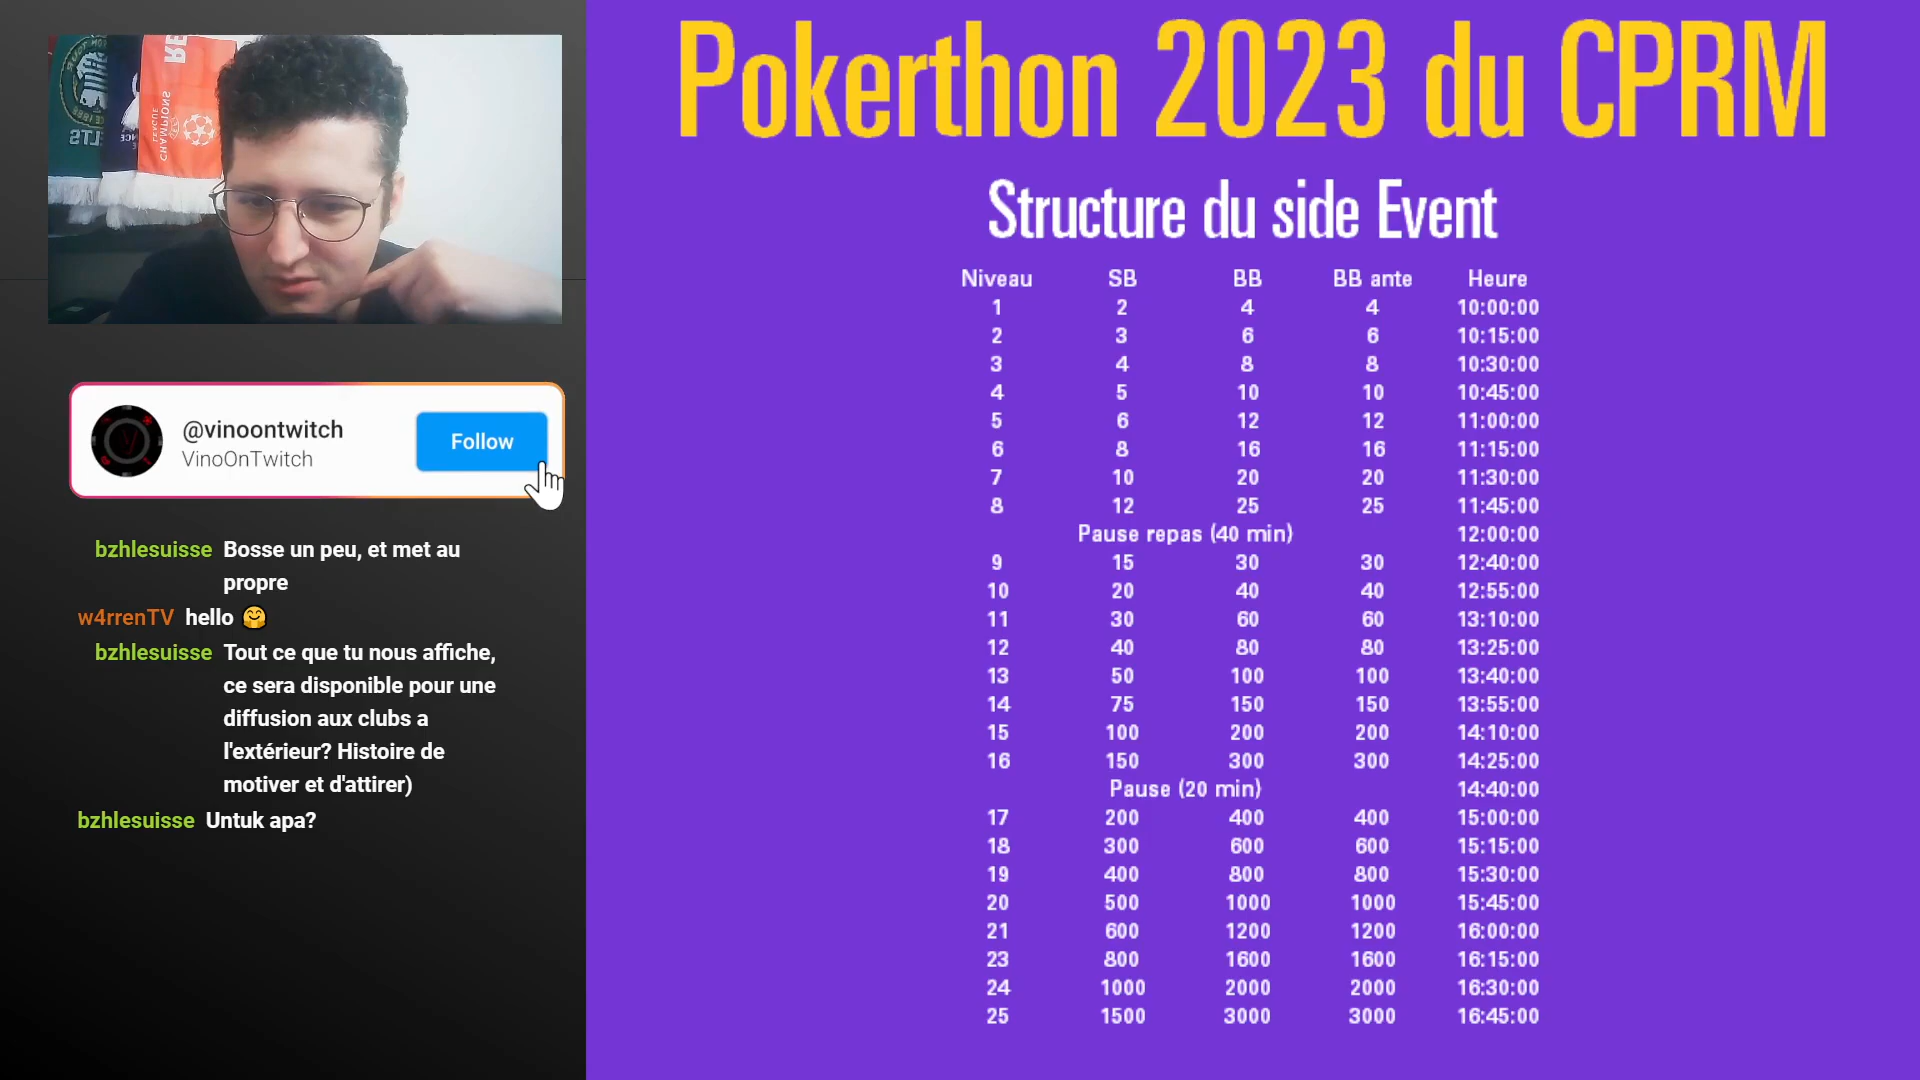 Pokerthon 2023 du CPRM
Structure du side Event
Niveau SB BB BB ante Heure
1 2 4 4 10:00:00
2 3 6 6 10:15:00
3 4 8 8 10:30:00
4 5 10 10 10:45:00
5 6 12 12 11:00:00
6 8 16 16 11:15:00
7 10 20 20 11:30:00
8 12 25 25 11:45:00
Pause repas (40 min) 12:00:00
9 15 30 30 12:40:00
10 20 40 40 12:55:00
11 30 60 60 13:10:00
12 40 80 80 13:25:00
13 50 100 100 13:40:00
14 75 150 150 13:55:00
15 100 200 200 14:10:00
16 150 300 300 14:25:00
Pause (20 min) 14:40:00
17 200 400 400 15:00:00
18 300 600 600 15:15:00
19 400 800 800 15:30:00
20 500 1000 1000 15:45:00
21 600 1200 1200 16:00:00
23 800 1600 1600 16:15:00
24 1000 2000 2000 16:30:00
25 1500 3000 3000 16:45:00
CHAMPIONS
LEAGUE
@vinoontwitch
VinoOnTwitch
Follow
bzhlesuisse Bosse un peu, et met au
propre
w4rrenTV hello 🤗
bzhlesuisse Tout ce que tu nous affiche,
ce sera disponible pour une
diffusion aux clubs a
l'extérieur? Histoire de
motiver et d'attirer)
bzhlesuisse Untuk apa?